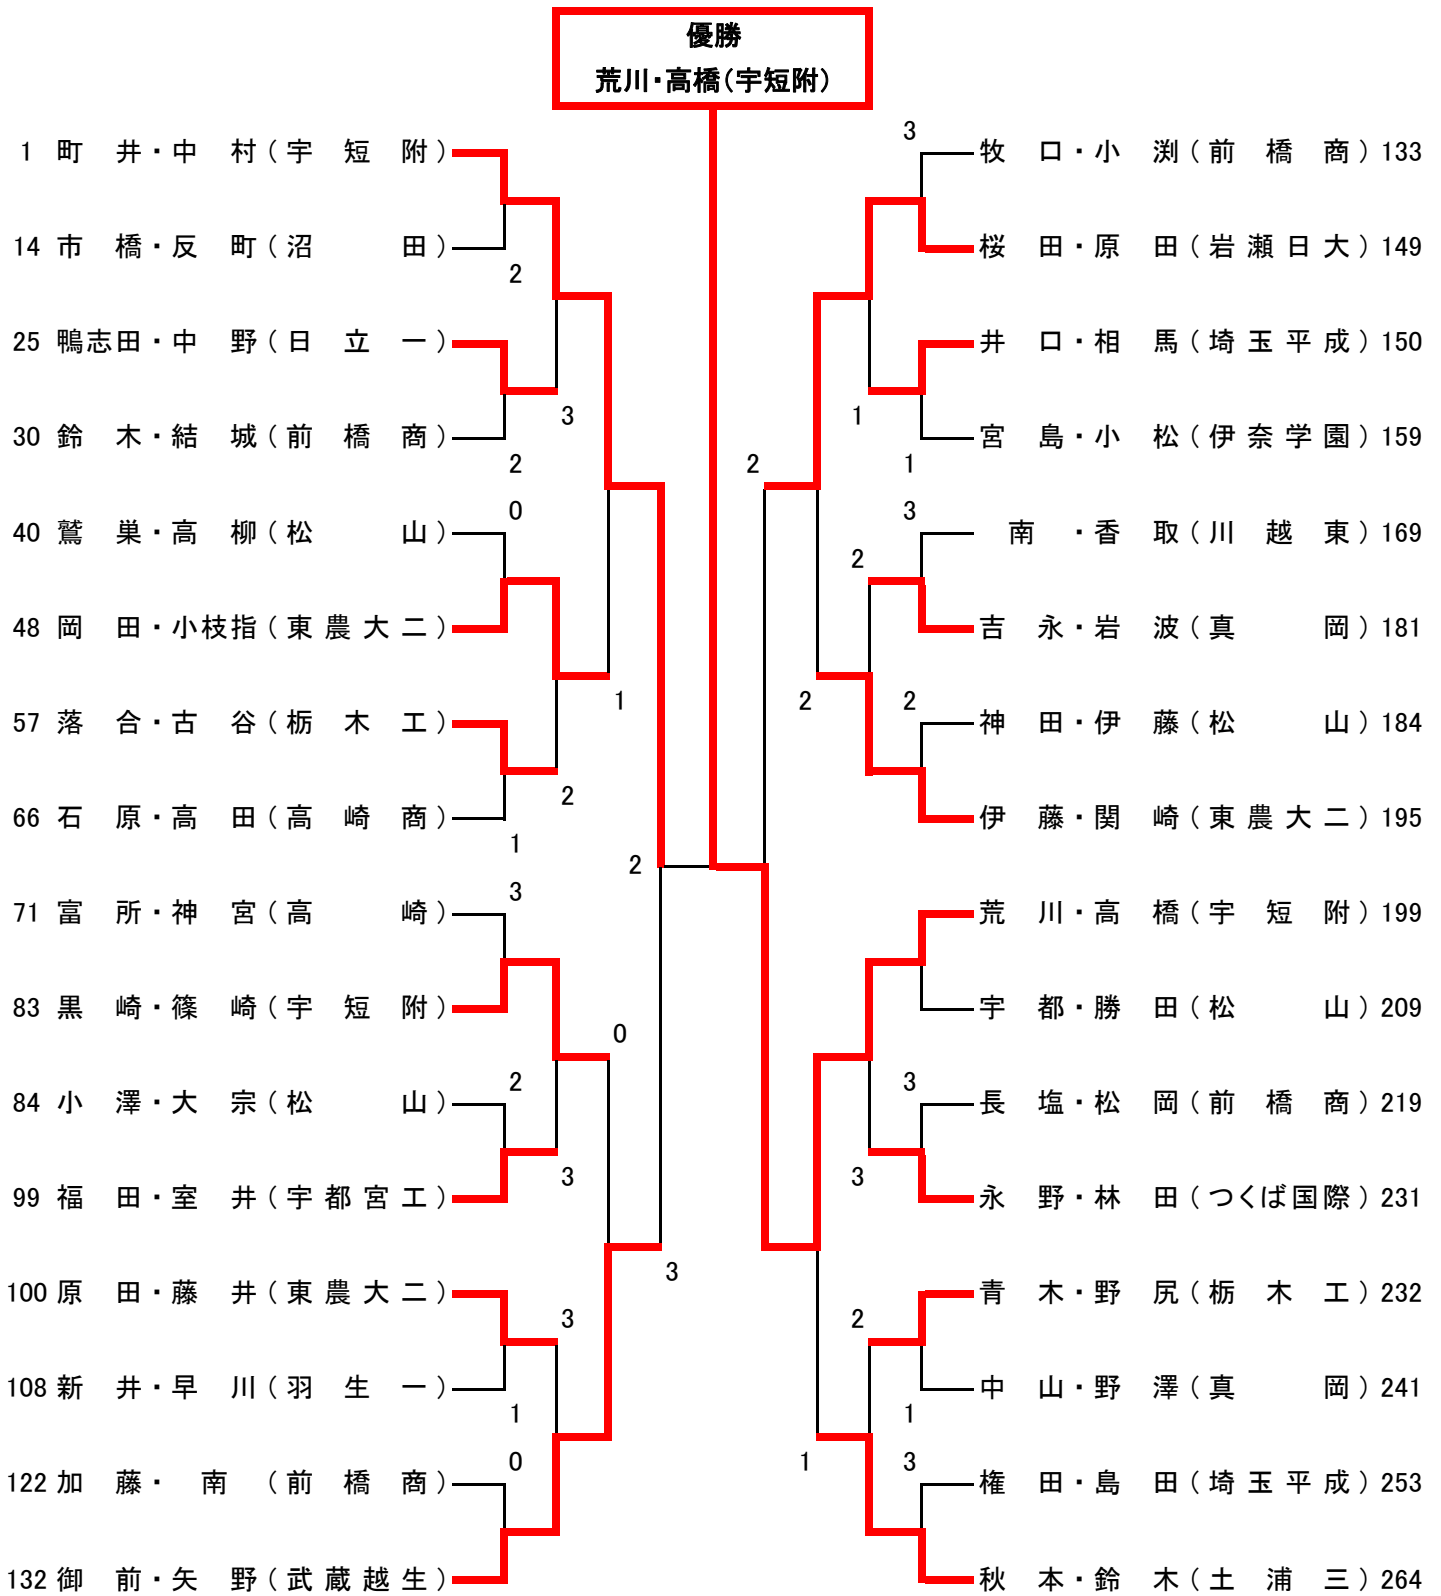 優勝
荒川・高橋(宇短附)
1 町井・中村(宇短附)
2
14 市橋・反町(沼田)
25 鴨志田・中野(日立一)
3
30 鈴木・結城(前橋商)
2
0
40 鷲巣・高柳(松山)
48 岡田・小枝指(東農大二)
1
57 落合・古谷(栃木工)
2
66 石原・高田(高崎商)
1
2
3
71 富所・神宮(高崎)
83 黒崎・篠崎(宇短附)
0
2
84 小澤・大宗(松山)
3
99 福田・室井(宇都宮工)
3
100 原田・藤井(東農大二)
3
108 新井・早川(羽生一)
1
0
122 加藤・南(前橋商)
132 御前・矢野(武蔵越生)
3
牧口・小渕(前橋商)133
桜田・原田(岩瀬日大)149
井口・相馬(埼玉平成)150
1
宮島・小松(伊奈学園)159
1
2
3
南・香取(川越東)169
2
吉永・岩波(真岡)181
2
2
神田・伊藤(松山)184
伊藤・関崎(東農大二)195
荒川・高橋(宇短附)199
宇都・勝田(松山)209
3
長塩・松岡(前橋商)219
3
永野・林田(つくば国際)231
青木・野尻(栃木工)232
2
中山・野澤(真岡)241
1
1
3
権田・島田(埼玉平成)253
秋本・鈴木(土浦三)264